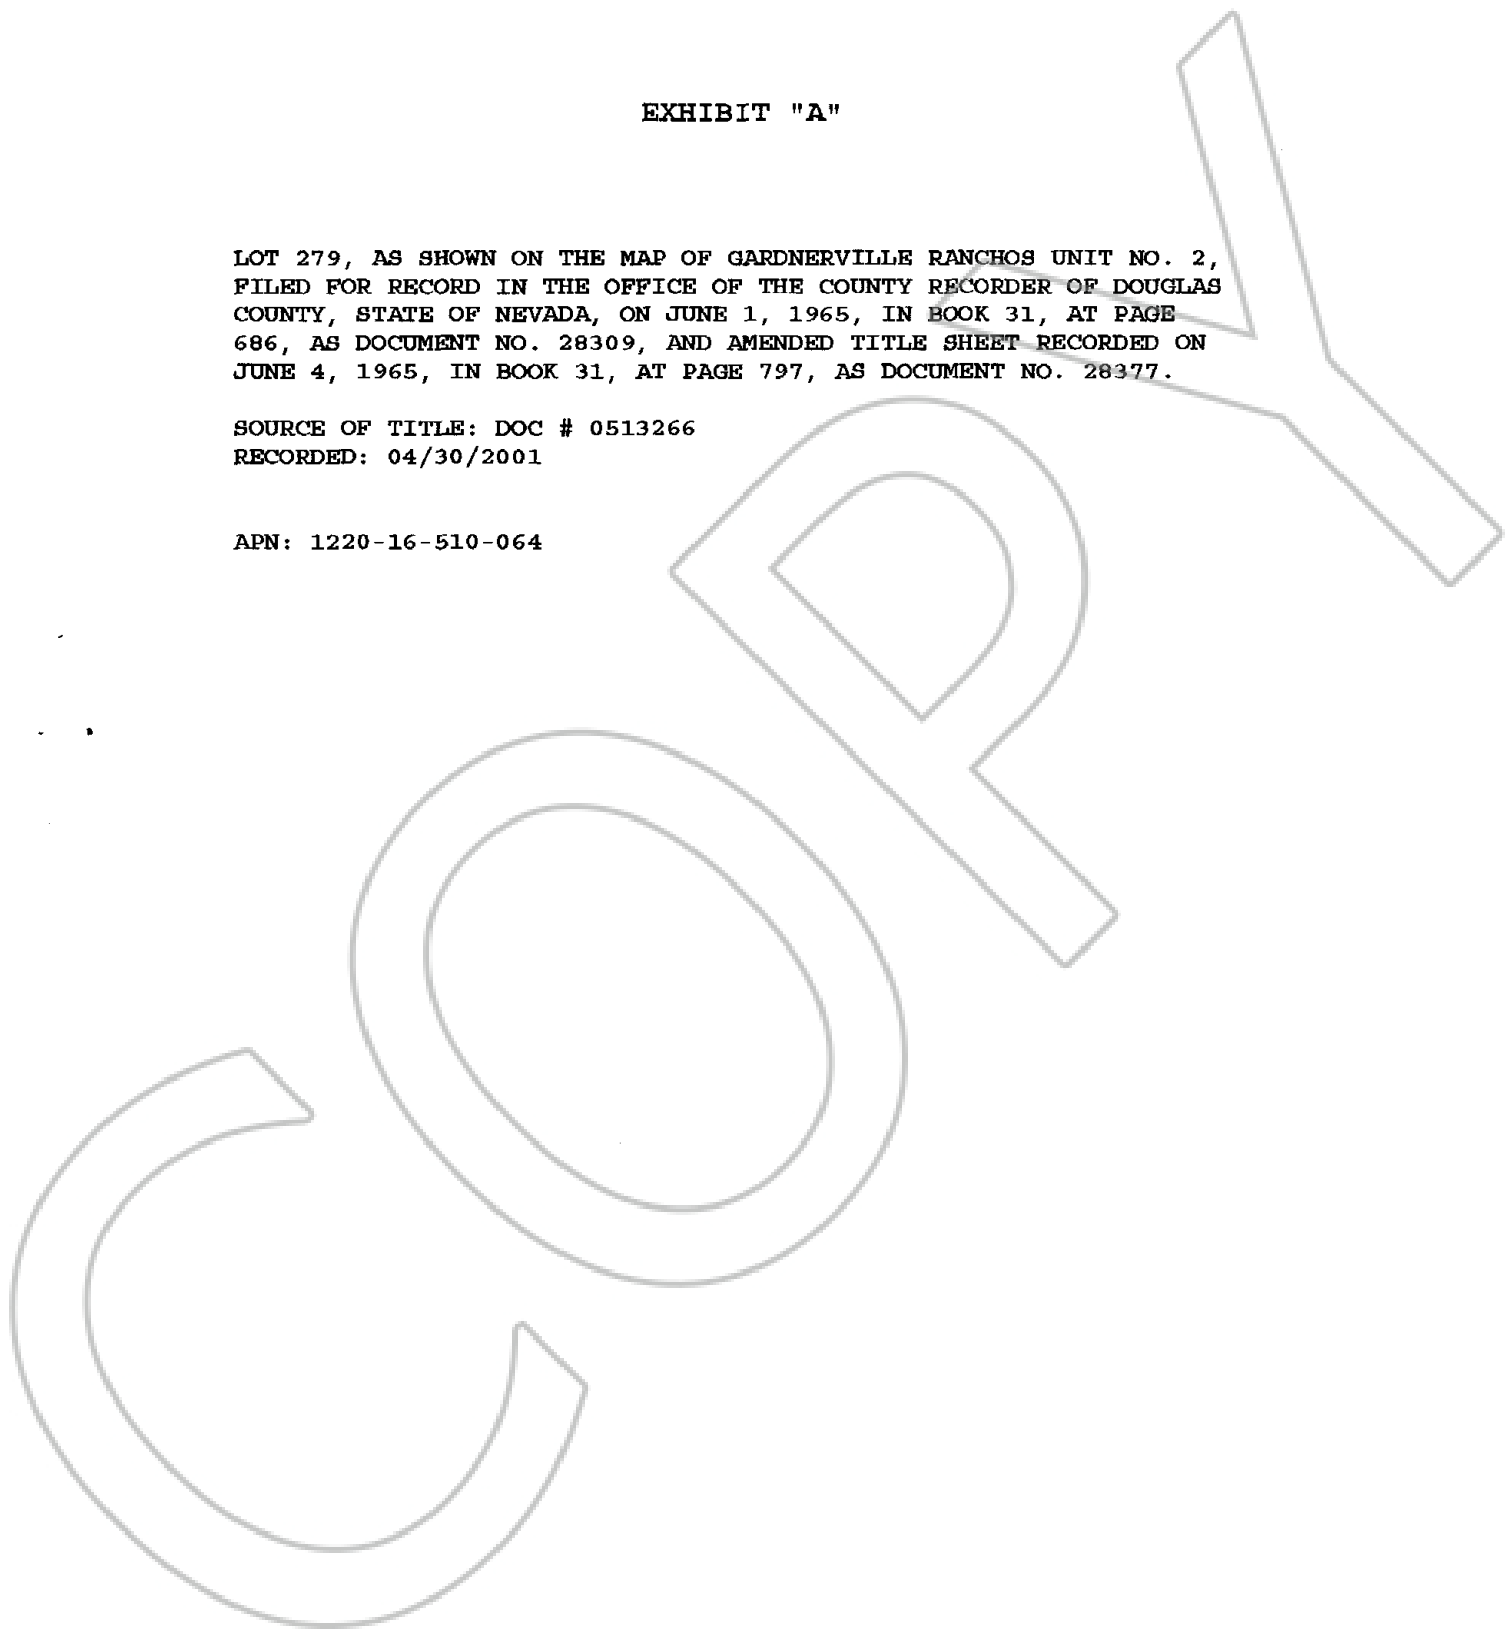 EXHIBIT "A"
LOT 279, AS SHOWN ON THE MAP OF GARDNERVILLE RANCHOS UNIT NO. 2,
FILED FOR RECORD IN THE OFFICE OF THE COUNTY RECORDER OF DOUGLAS
COUNTY, STATE OF NEVADA, ON JUNE 1, 1965, IN BOOK 31, AT PAGE
686, AS DOCUMENT NO. 28309, AND AMENDED TITLE SHEET RECORDED ON
JUNE 4, 1965, IN BOOK 31, AT PAGE 797, AS DOCUMENT NO. 28377.
SOURCE OF TITLE: DOC # 0513266
RECORDED: 04/30/2001
APN: 1220-16-510-064
COPY